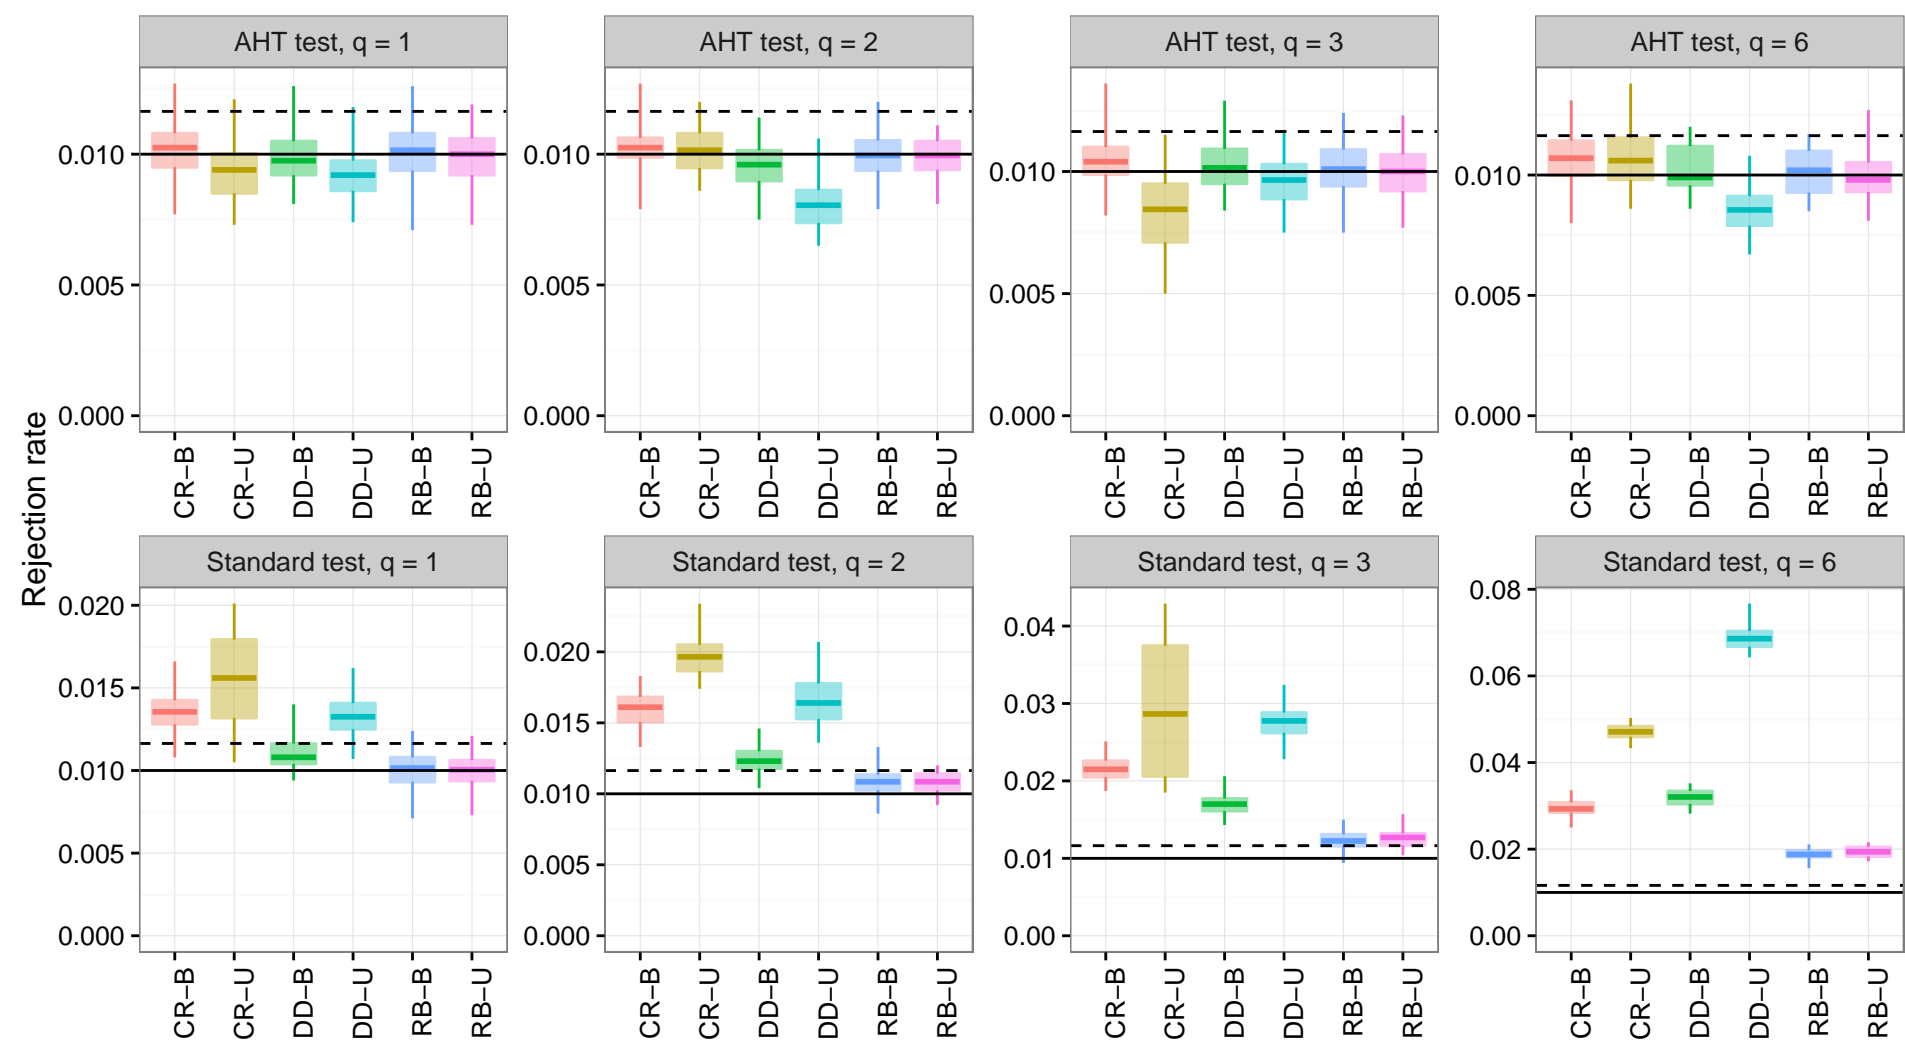 AHT test, q = 1
AHT test, q = 2
AHT test, q = 3
AHT test, q = 6
0.010
0.005
0.000
0.010
0.005
0.000
0.010
0.005
0.000
0.010
0.005
0.000
CR−B
CR−U
DD−B
DD−U
RB−B
RB−U
CR−B
CR−U
DD−B
DD−U
RB−B
RB−U
CR−B
CR−U
DD−B
DD−U
RB−B
RB−U
CR−B
CR−U
DD−B
DD−U
RB−B
RB−U
Rejection rate
Standard test, q = 1
Standard test, q = 2
Standard test, q = 3
Standard test, q = 6
0.020
0.015
0.010
0.005
0.000
0.020
0.015
0.010
0.005
0.000
0.04
0.03
0.02
0.01
0.00
0.08
0.06
0.04
0.02
0.00
CR−B
CR−U
DD−B
DD−U
RB−B
RB−U
CR−B
CR−U
DD−B
DD−U
RB−B
RB−U
CR−B
CR−U
DD−B
DD−U
RB−B
RB−U
CR−B
CR−U
DD−B
DD−U
RB−B
RB−U